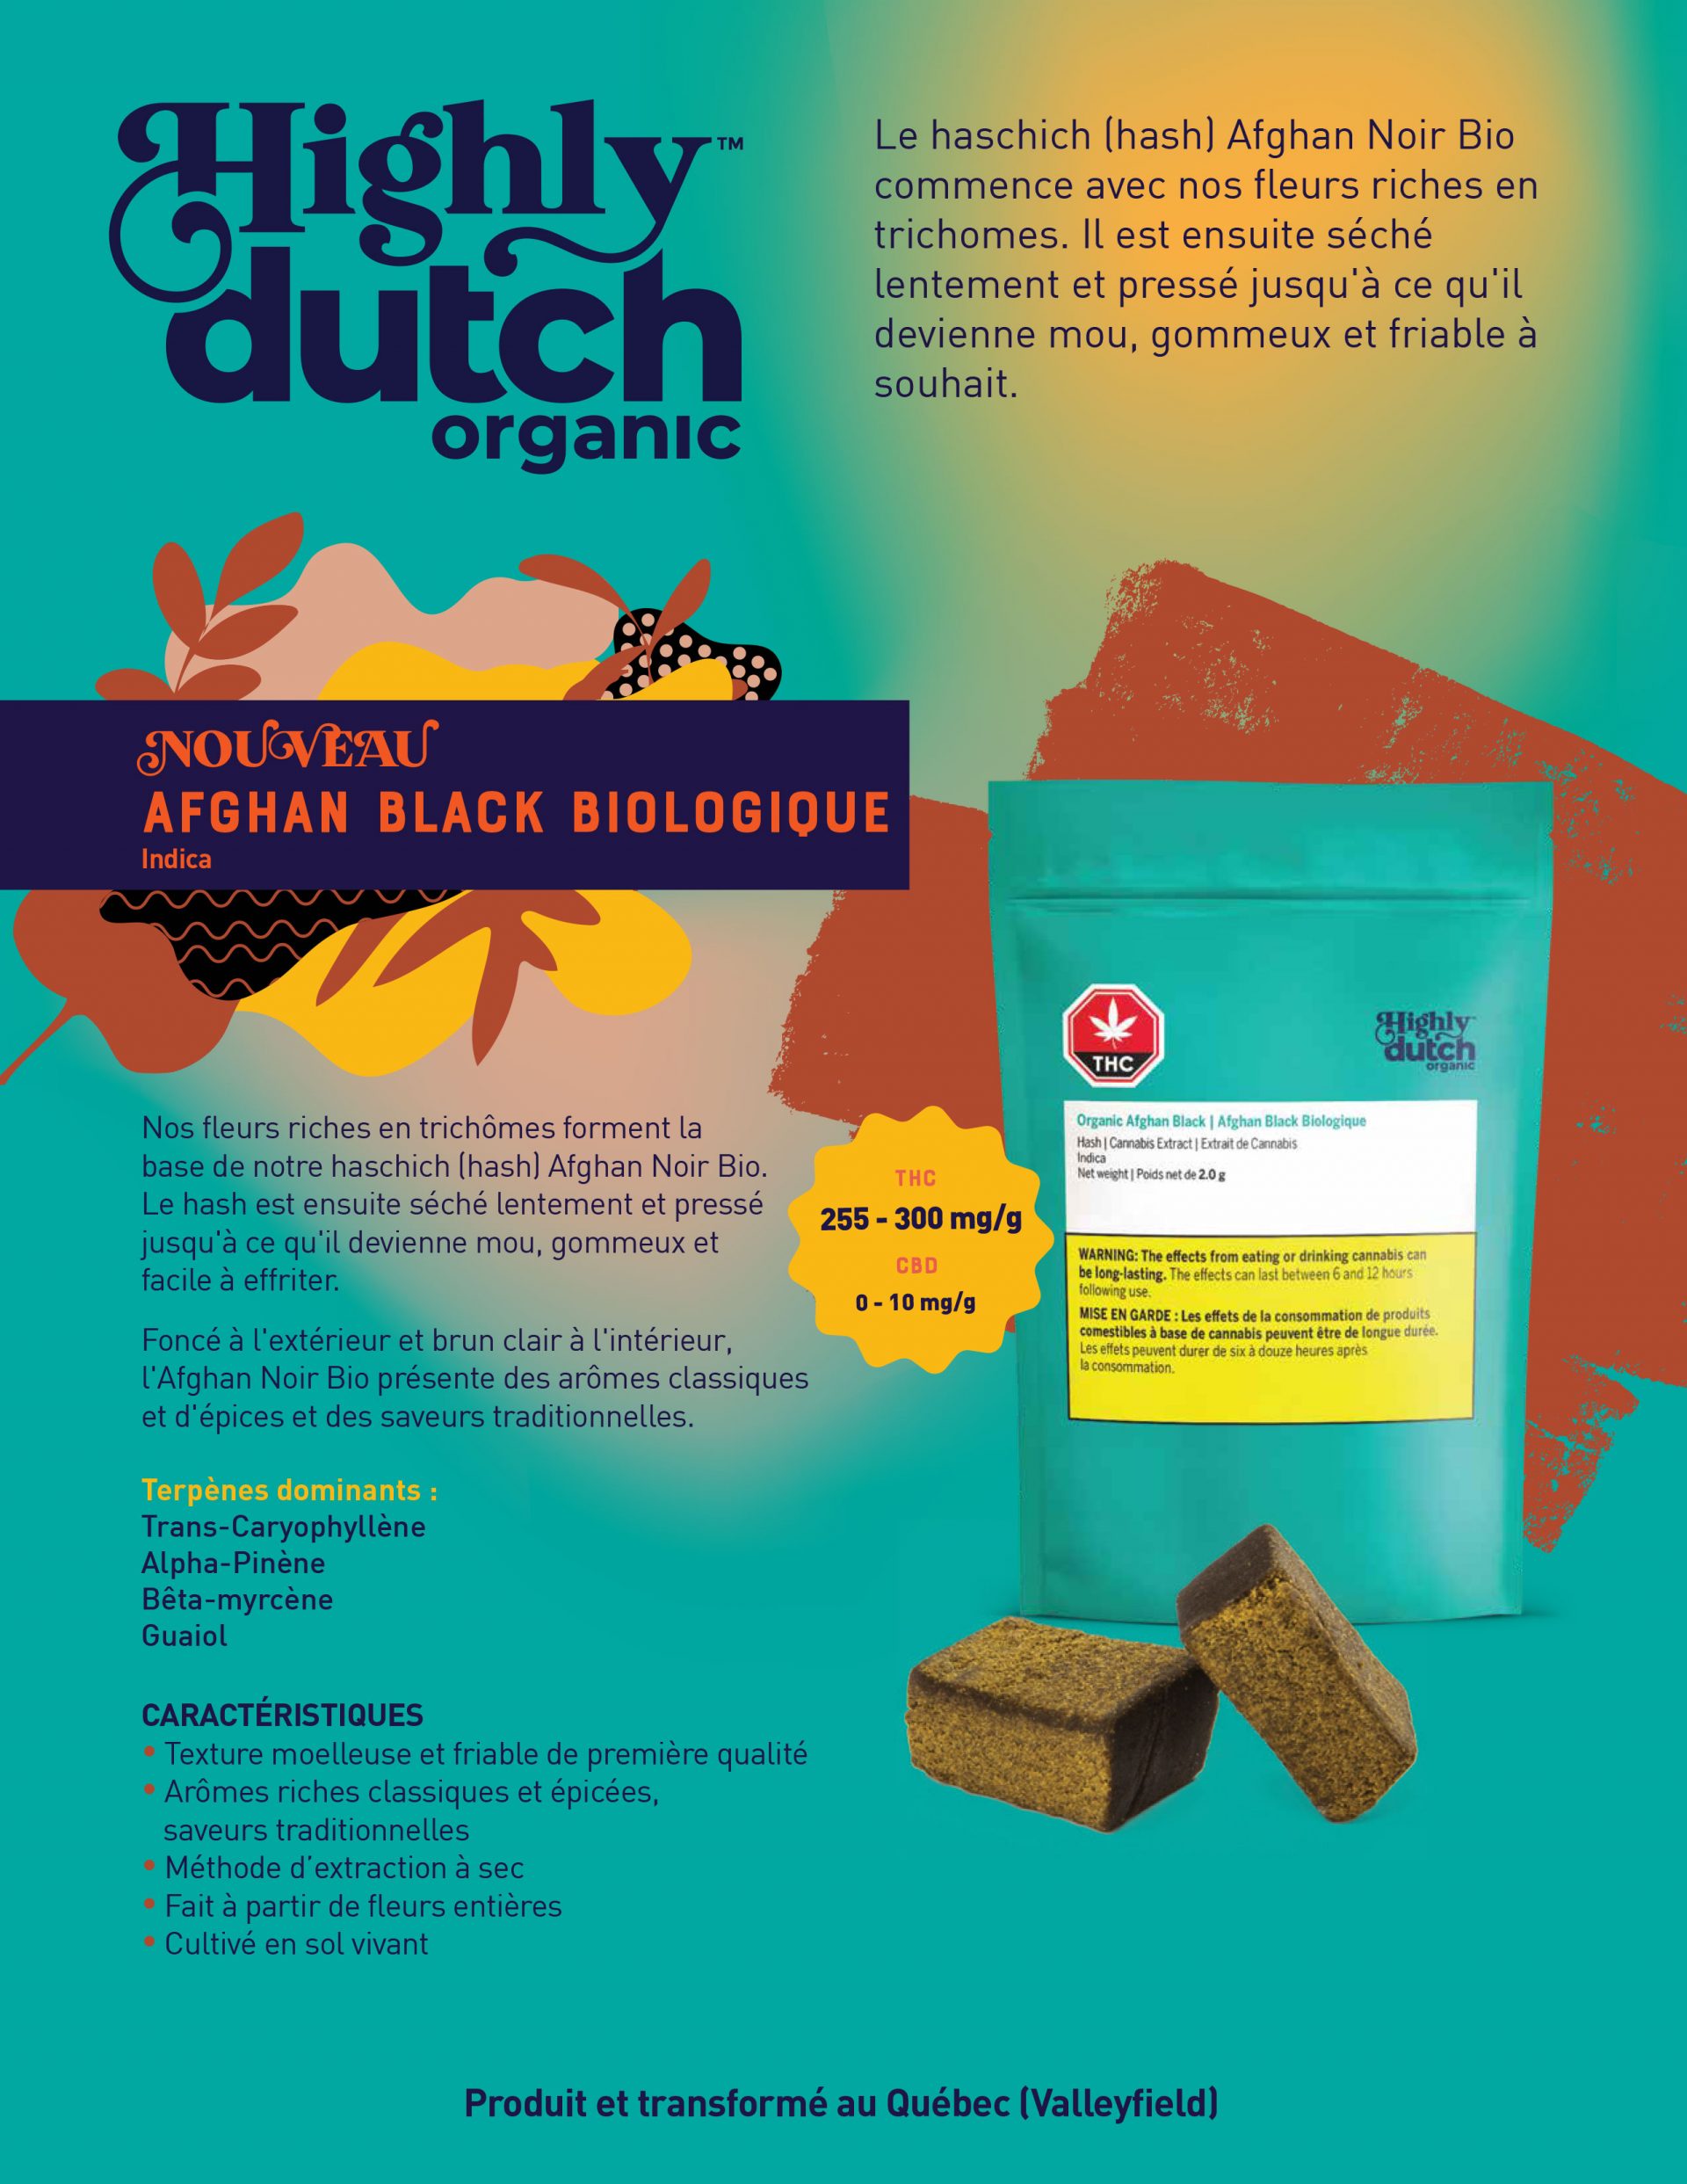 Highly™
dutch
organic
Le haschich (hash) Afghan Noir Bio
commence avec nos fleurs riches en
trichomes. Il est ensuite séché
lentement et pressé jusqu'à ce qu'il
devienne mou, gommeux et friable à
souhait.
NOUVEAU
AFGHAN BLACK BIOLOGIQUE
Indica
Nos fleurs riches en trichômes forment la
base de notre haschich (hash) Afghan Noir Bio.
Le hash est ensuite séché lentement et pressé
jusqu'à ce qu'il devienne mou, gommeux et
facile à effriter.
Foncé à l'extérieur et brun clair à l'intérieur,
l'Afghan Noir Bio présente des arômes classiques
et d'épices et des saveurs traditionnelles.
Terpènes dominants :
Trans-Caryophyllène
Alpha-Pinène
Bêta-myrcène
Guaiol
CARACTÉRISTIQUES
• Texture moelleuse et friable de première qualité
• Arômes riches classiques et épicées,
saveurs traditionnelles
• Méthode d'extraction à sec
• Fait à partir de fleurs entières
• Cultivé en sol vivant
THC
255 - 300 mg/g
CBD
0 - 10 mg/g
THC
Highly
dutch
organic
Organic Afghan Black | Afghan Black Biologique
Hash | Cannabis Extract | Extrait de Cannabis
Indica
Net weight | Poids net de 2.0 g
WARNING: The effects from eating or drinking cannabis can
be long-lasting. The effects can last between 6 and 12 hours
following use.
MISE EN GARDE : Les effets de la consommation de produits
comestibles à base de cannabis peuvent être de longue durée.
Les effets peuvent durer de six à douze heures après
la consommation.
Produit et transformé au Québec (Valleyfield)